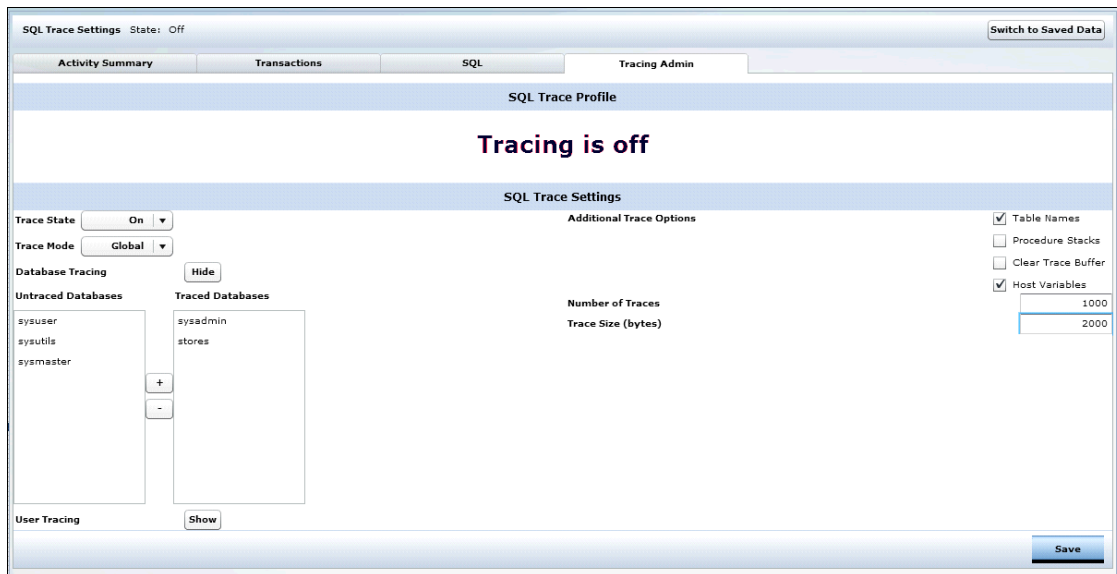 SQL Trace Settings State: Off
Switch to Saved Data
Activity Summary
Transactions
SQL
Tracing Admin
SQL Trace Profile
Tracing is off
SQL Trace Settings
Trace State
On
Trace Mode
Global
Database Tracing
Hide
Untraced Databases
Traced Databases
sysuser
sysutils
sysmaster
sysadmin
stores
+
-
User Tracing
Show
Additional Trace Options
Table Names
Procedure Stacks
Clear Trace Buffer
Host Variables
Number of Traces
1000
Trace Size (bytes)
2000
Save